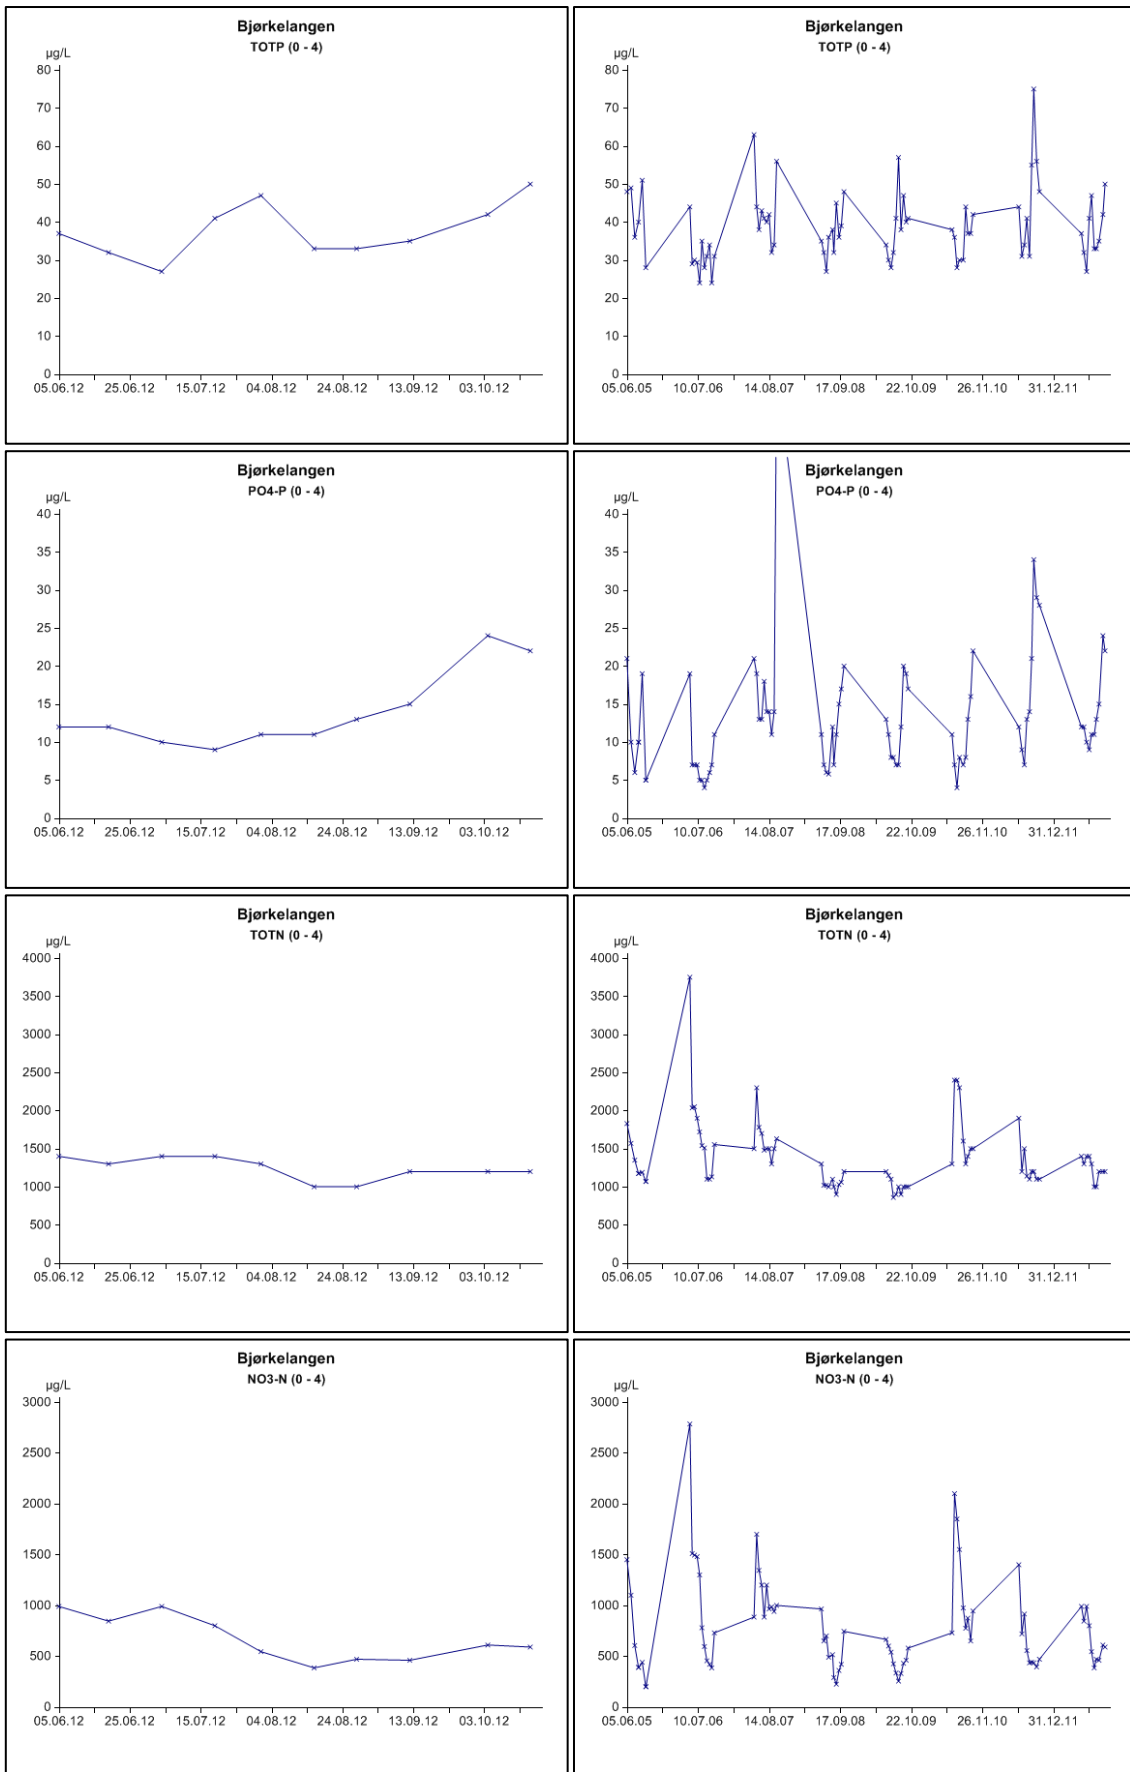 Bjørkelangen
TOTP (0 - 4)
µg/L
80
70
60
50
40
30
20
10
0
05.06.12 25.06.12 15.07.12 04.08.12 24.08.12 13.09.12 03.10.12
Bjørkelangen
TOTP (0 - 4)
µg/L
80
70
60
50
40
30
20
10
0
05.06.05 10.07.06 14.08.07 17.09.08 22.10.09 26.11.10 31.12.11
Bjørkelangen
PO4-P (0 - 4)
µg/L
40
35
30
25
20
15
10
5
0
05.06.12 25.06.12 15.07.12 04.08.12 24.08.12 13.09.12 03.10.12
Bjørkelangen
PO4-P (0 - 4)
µg/L
40
35
30
25
20
15
10
5
0
05.06.05 10.07.06 14.08.07 17.09.08 22.10.09 26.11.10 31.12.11
Bjørkelangen
TOTN (0 - 4)
µg/L
4000
3500
3000
2500
2000
1500
1000
500
0
05.06.12 25.06.12 15.07.12 04.08.12 24.08.12 13.09.12 03.10.12
Bjørkelangen
TOTN (0 - 4)
µg/L
4000
3500
3000
2500
2000
1500
1000
500
0
05.06.05 10.07.06 14.08.07 17.09.08 22.10.09 26.11.10 31.12.11
Bjørkelangen
NO3-N (0 - 4)
µg/L
3000
2500
2000
1500
1000
500
0
05.06.12 25.06.12 15.07.12 04.08.12 24.08.12 13.09.12 03.10.12
Bjørkelangen
NO3-N (0 - 4)
µg/L
3000
2500
2000
1500
1000
500
0
05.06.05 10.07.06 14.08.07 17.09.08 22.10.09 26.11.10 31.12.11